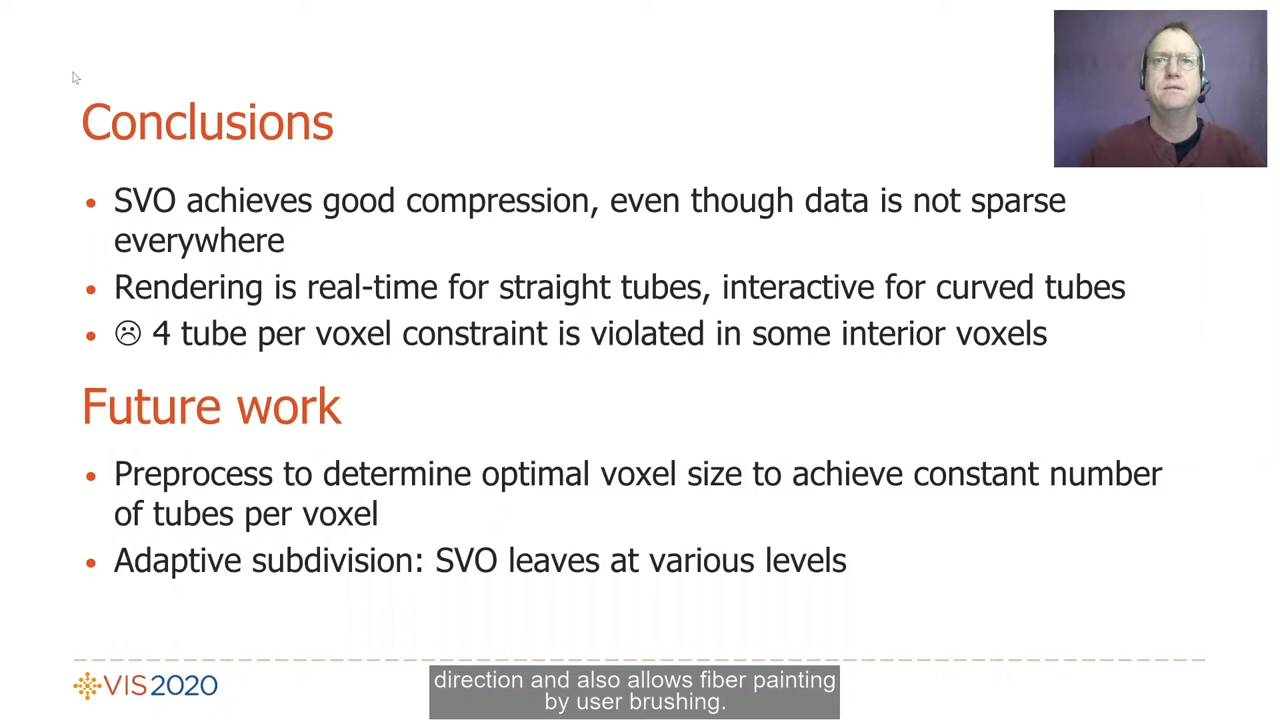 Conclusions
• SVO achieves good compression, even though data is not sparse
everywhere
• Rendering is real-time for straight tubes, interactive for curved tubes
• ☹ 4 tube per voxel constraint is violated in some interior voxels
Future work
• Preprocess to determine optimal voxel size to achieve constant number
of tubes per voxel
• Adaptive subdivision: SVO leaves at various levels
VIS2020
direction and also allows fiber painting
by user brushing.